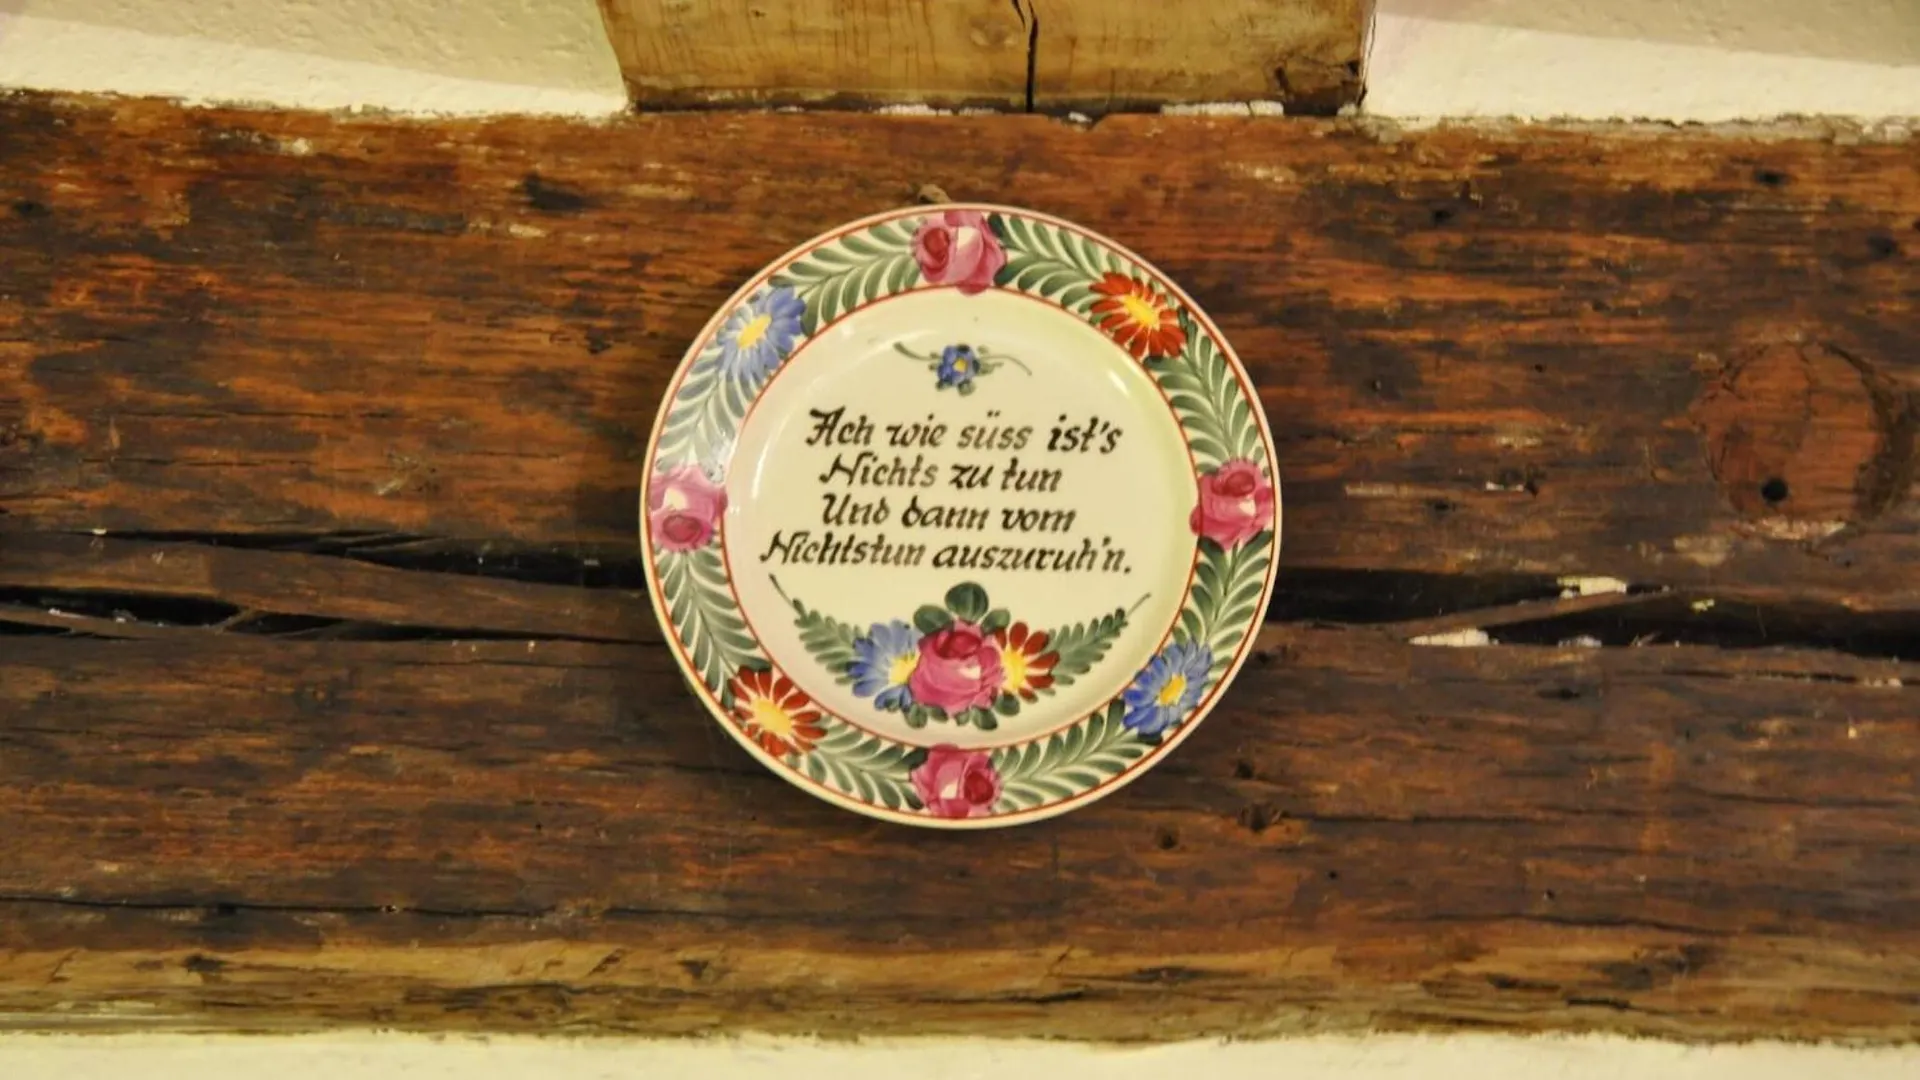 Ach wie süss ist's
Nichts zu tun
Und dann vom
Nichtstun auszuruh'n.